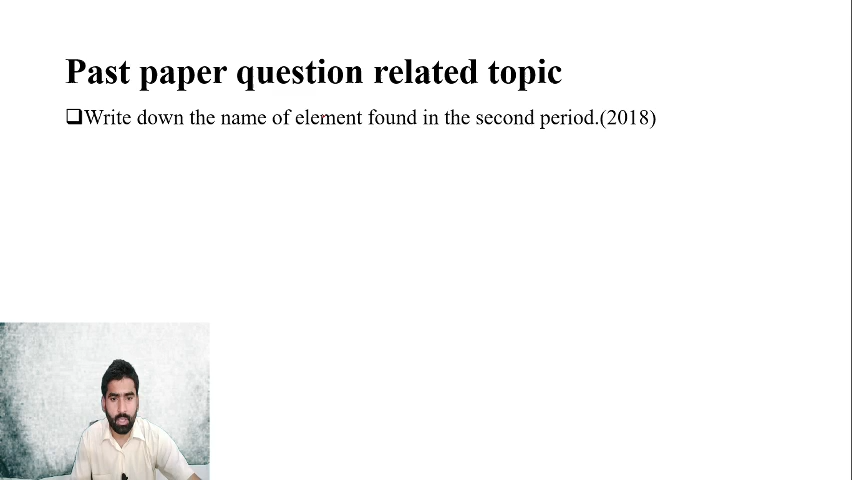 Past paper question related topic
❑Write down the name of element found in the second period.(2018)